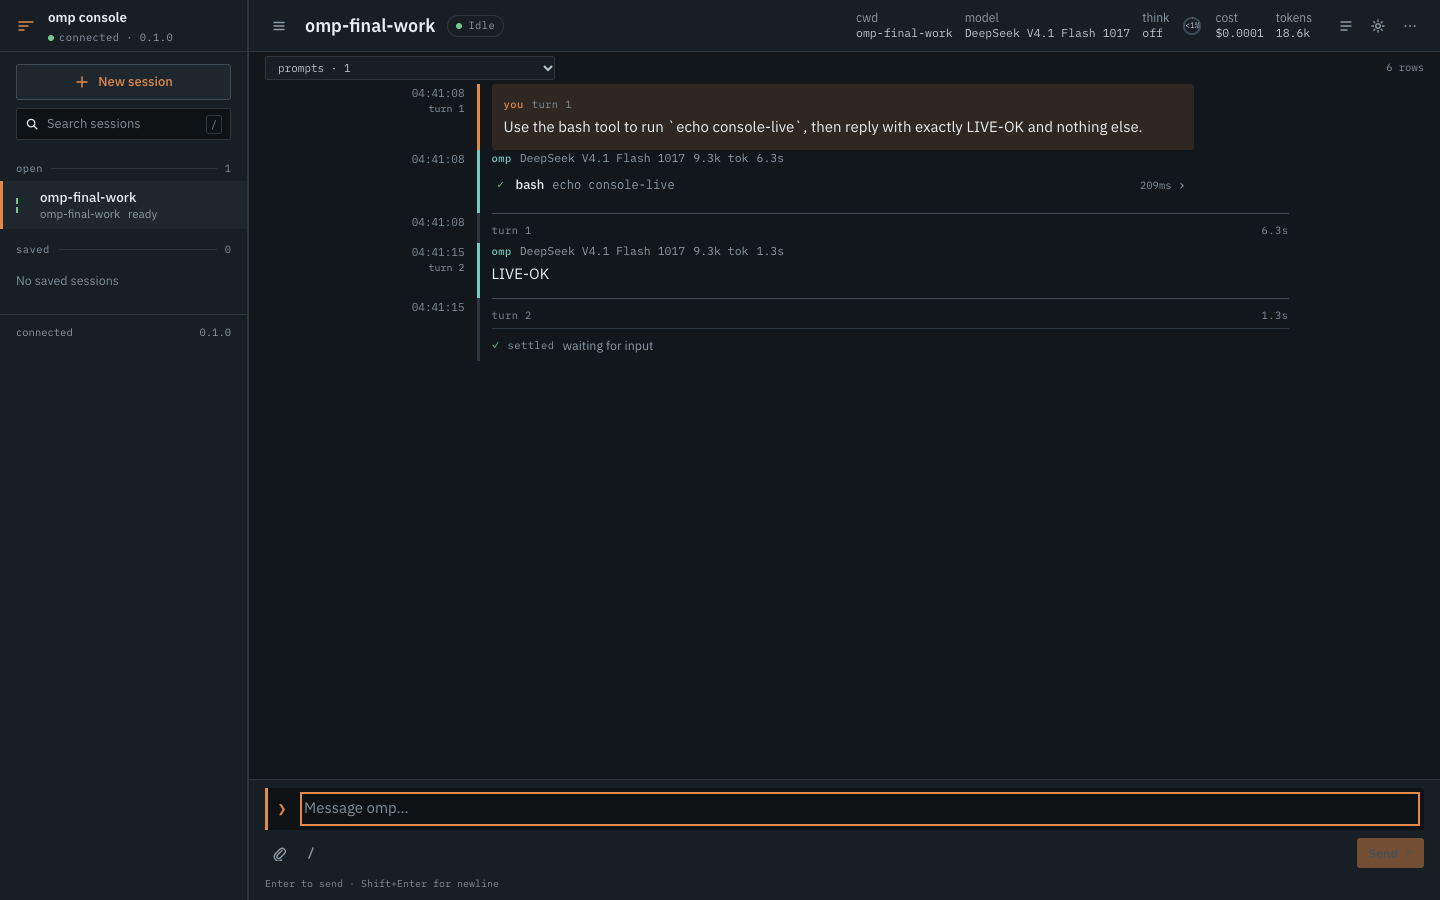 omp console
connected · 0.1.0
New session
Search sessions /
open 1
omp-final-work
omp-final-work ready
saved 0
No saved sessions
connected 0.1.0
omp-final-work Idle
cwd model think cost tokens
omp-final-work DeepSeek V4.1 Flash 1017 off <1% $0.0001 18.6k
prompts · 1
6 rows
04:41:08
turn 1
you turn 1
Use the bash tool to run `echo console-live`, then reply with exactly LIVE-OK and nothing else.
04:41:08
omp DeepSeek V4.1 Flash 1017 9.3k tok 6.3s
✓ bash echo console-live 209ms ›
04:41:08
turn 1 6.3s
04:41:15
turn 2
omp DeepSeek V4.1 Flash 1017 9.3k tok 1.3s
LIVE-OK
04:41:15
turn 2 1.3s
✓ settled waiting for input
❯ Message omp...
/
Send
Enter to send · Shift+Enter for newline